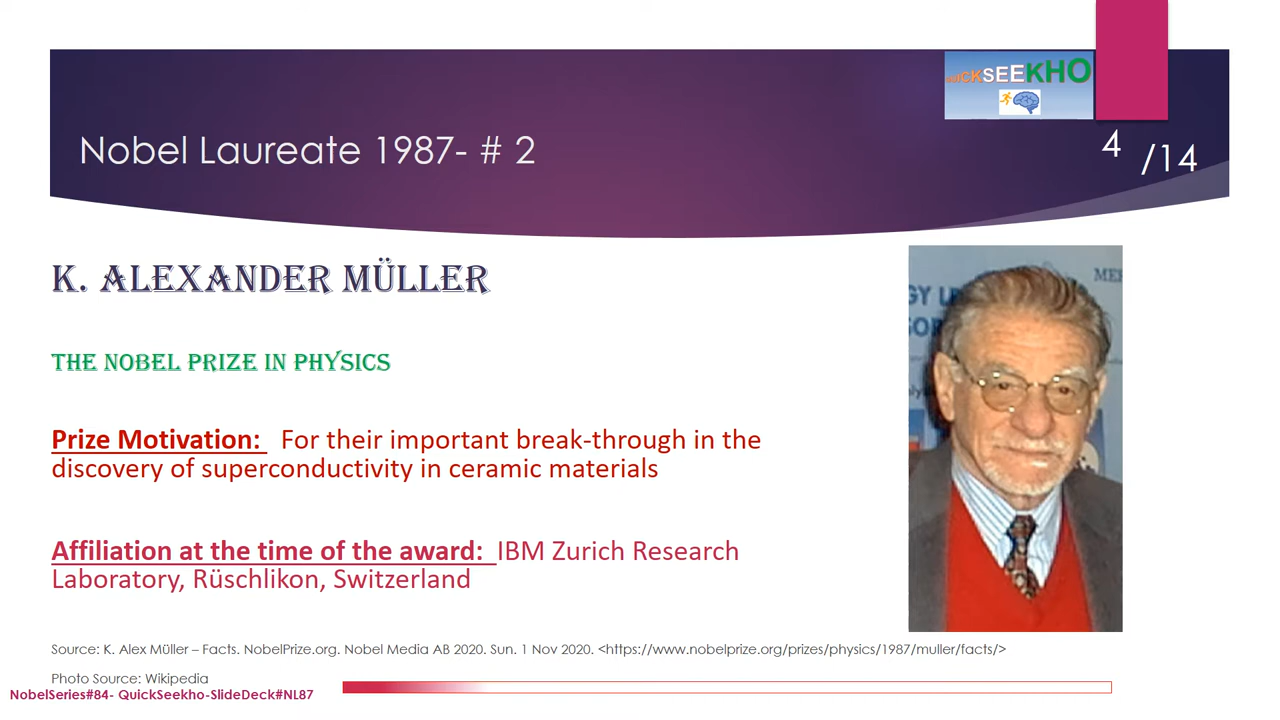 QUICKSEEKHO
Nobel Laureate 1987- # 2
4 /14
K. ALEXANDER MÜLLER
THE NOBEL PRIZE IN PHYSICS
Prize Motivation: For their important break-through in the
discovery of superconductivity in ceramic materials
Affiliation at the time of the award: IBM Zurich Research
Laboratory, Rüschlikon, Switzerland
Source: K. Alex Müller – Facts. NobelPrize.org. Nobel Media AB 2020. Sun. 1 Nov 2020. <https://www.nobelprize.org/prizes/physics/1987/muller/facts/>
Photo Source: Wikipedia
NobelSeries#84- QuickSeekho-SlideDeck#NL87